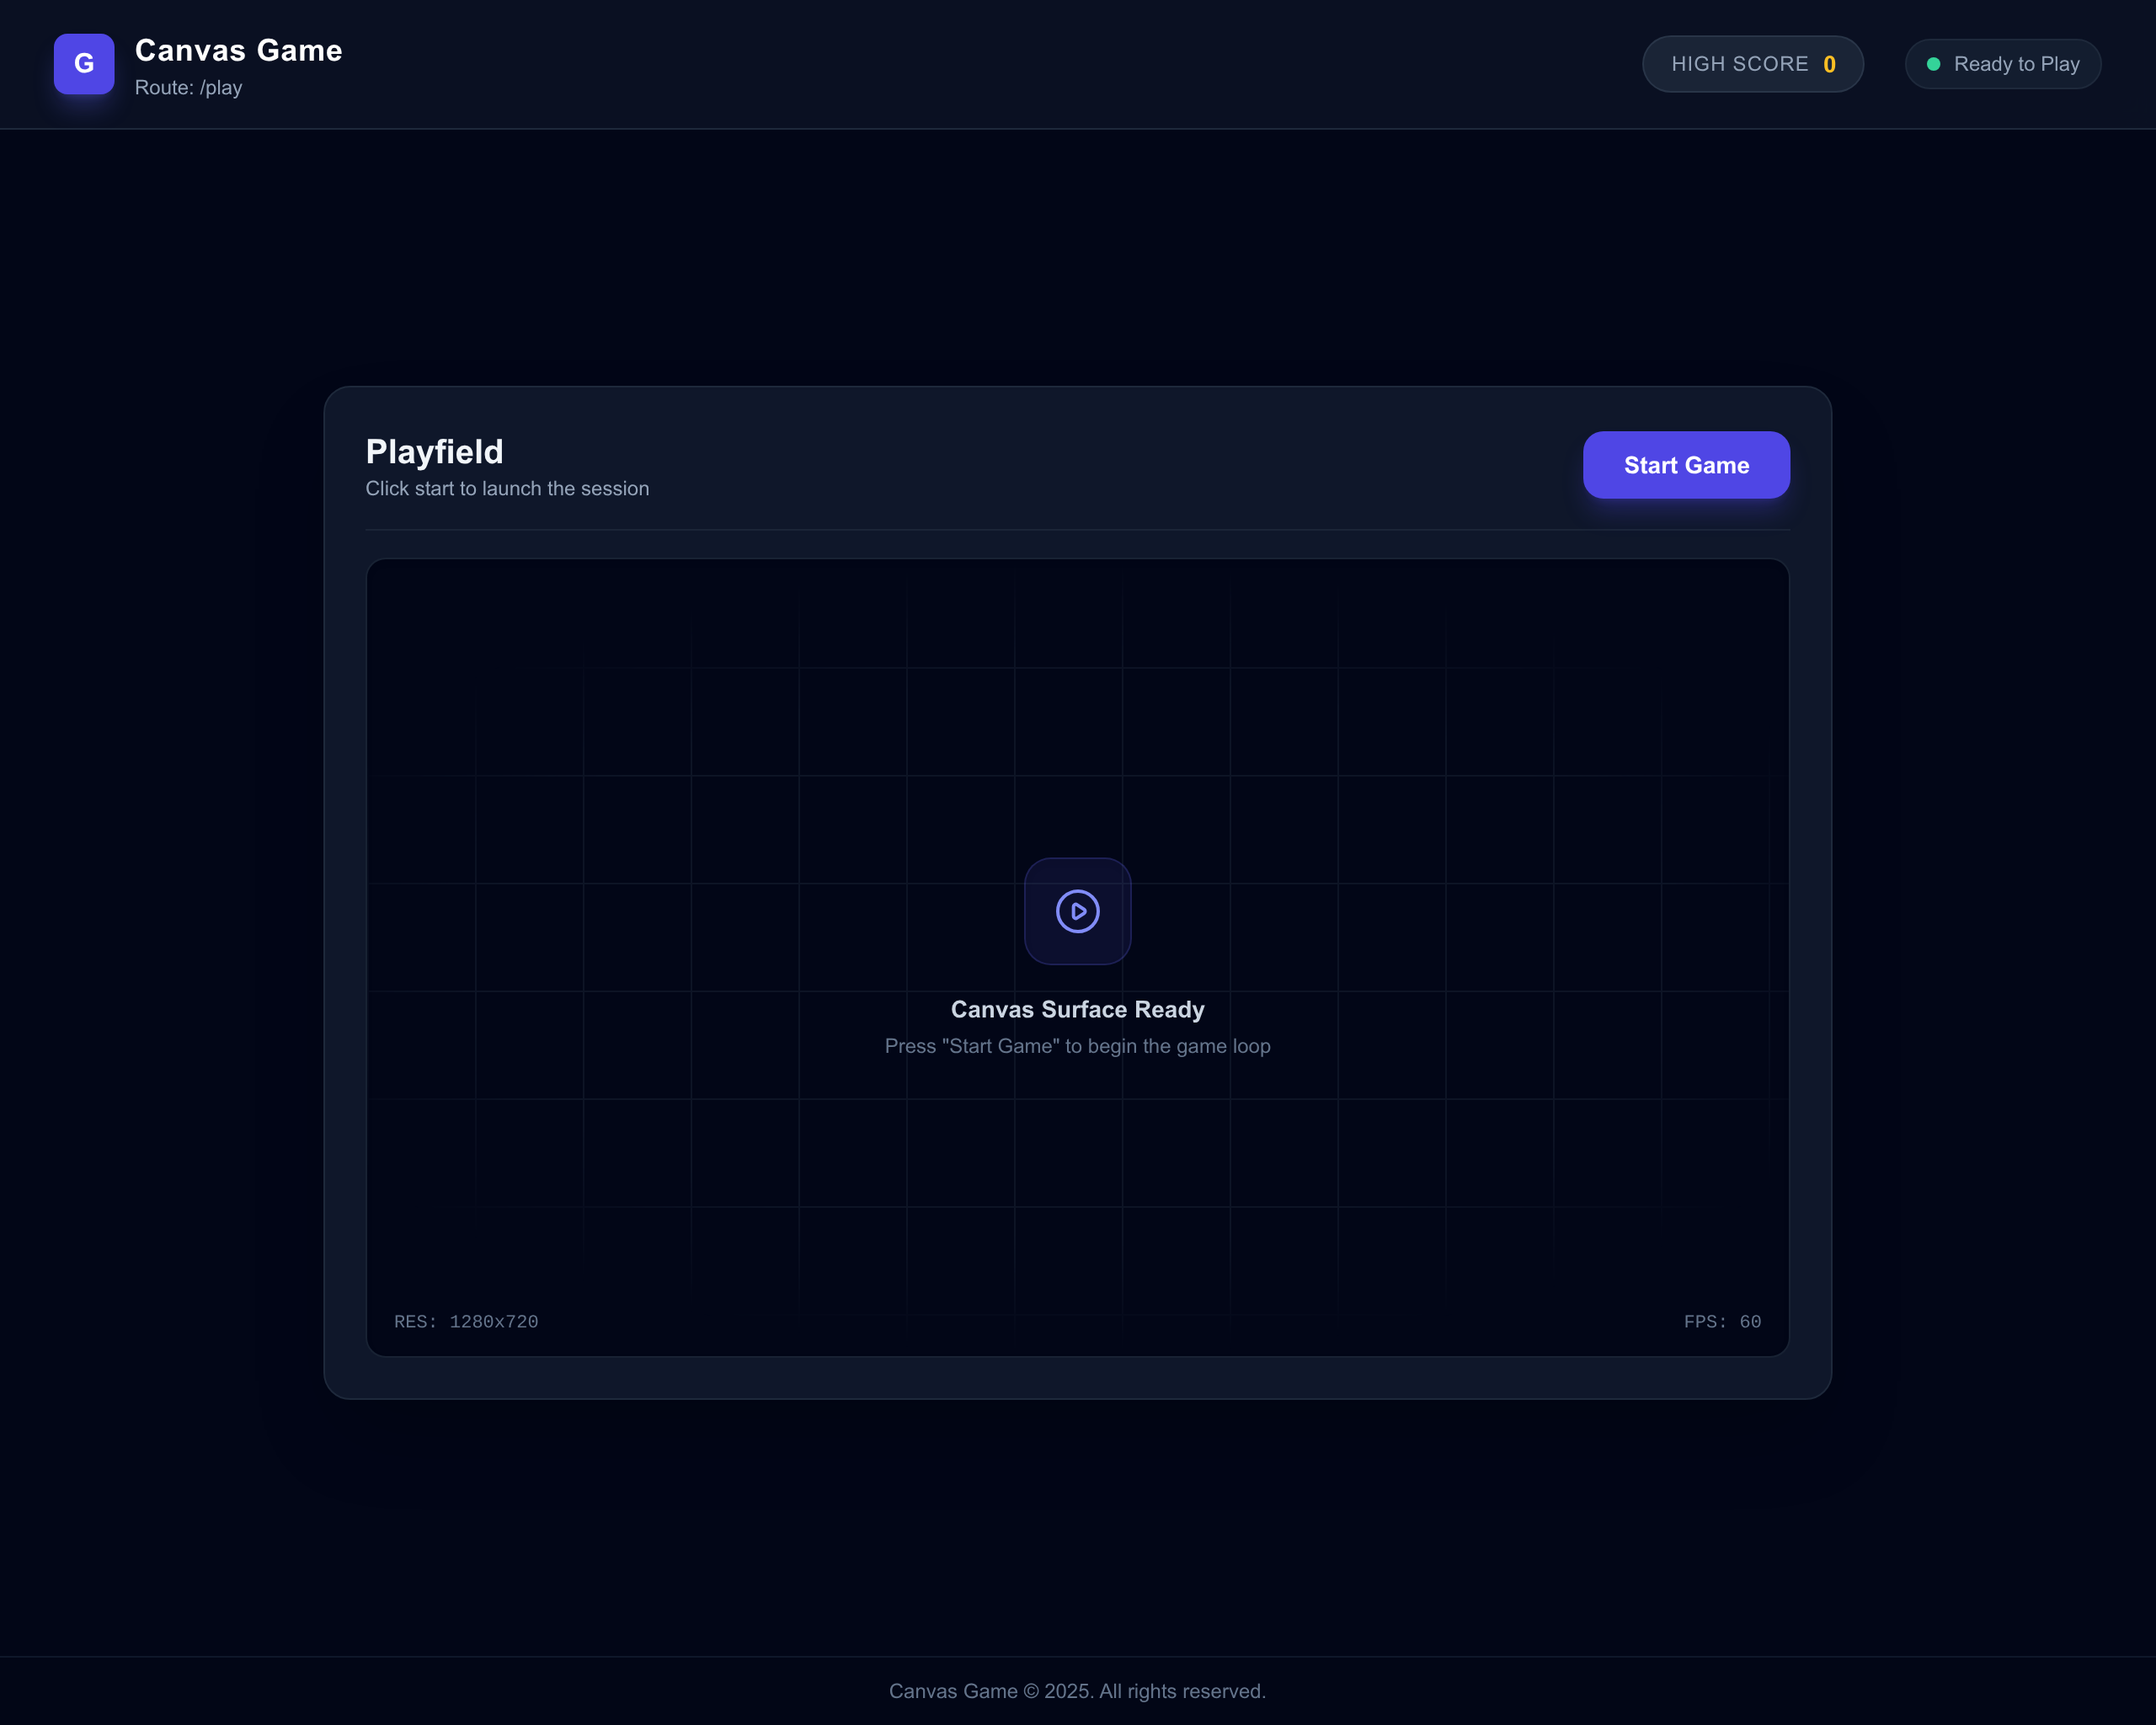 G
Canvas Game
Route: /play
HIGH SCORE 0
Ready to Play
Playfield
Click start to launch the session
Start Game
Canvas Surface Ready
Press "Start Game" to begin the game loop
RES: 1280x720
FPS: 60
Canvas Game © 2025. All rights reserved.